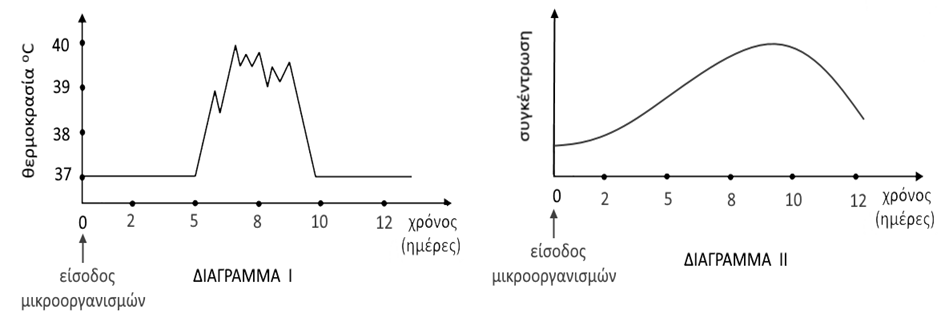 θερμοκρασία °C
40
39
38
37
0 2 5 8 10 12 χρόνος
(ημέρες)
είσοδος
μικροοργανισμών
ΔΙΑΓΡΑΜΜΑ Ι
συγκέντρωση
0 2 5 8 10 12 χρόνος
(ημέρες)
είσοδος
μικροοργανισμών
ΔΙΑΓΡΑΜΜΑ ΙΙ